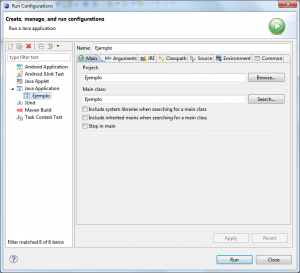 Run Configurations
Create, manage, and run configurations
Run a Java application
type filter text
Android Application
Android JUnit Test
Java Applet
Java Application
Ejemplo
JUnit
Maven Build
Task Context Test
Filter matched 8 of 8 items
Name: Ejemplo
Main
Arguments
JRE
Classpath
Source
Environment
Common
Project:
Ejemplo
Browse...
Main class:
Ejemplo
Search...
Include system libraries when searching for a main class
Include inherited mains when searching for a main class
Stop in main
Apply
Revert
Run
Close